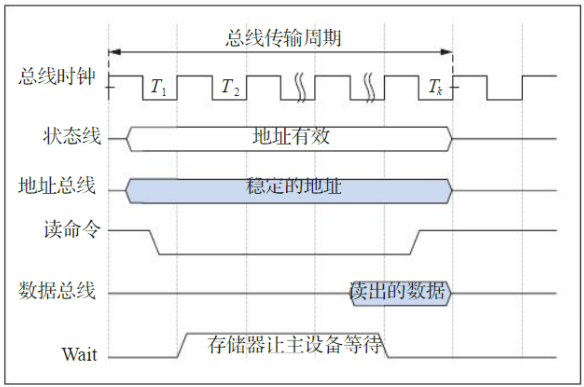 总线传输周期
总线时钟 T1 T2 Tk
状态线 地址有效
地址总线 稳定的地址
读命令
数据总线 读出的数据
Wait 存储器让主设备等待